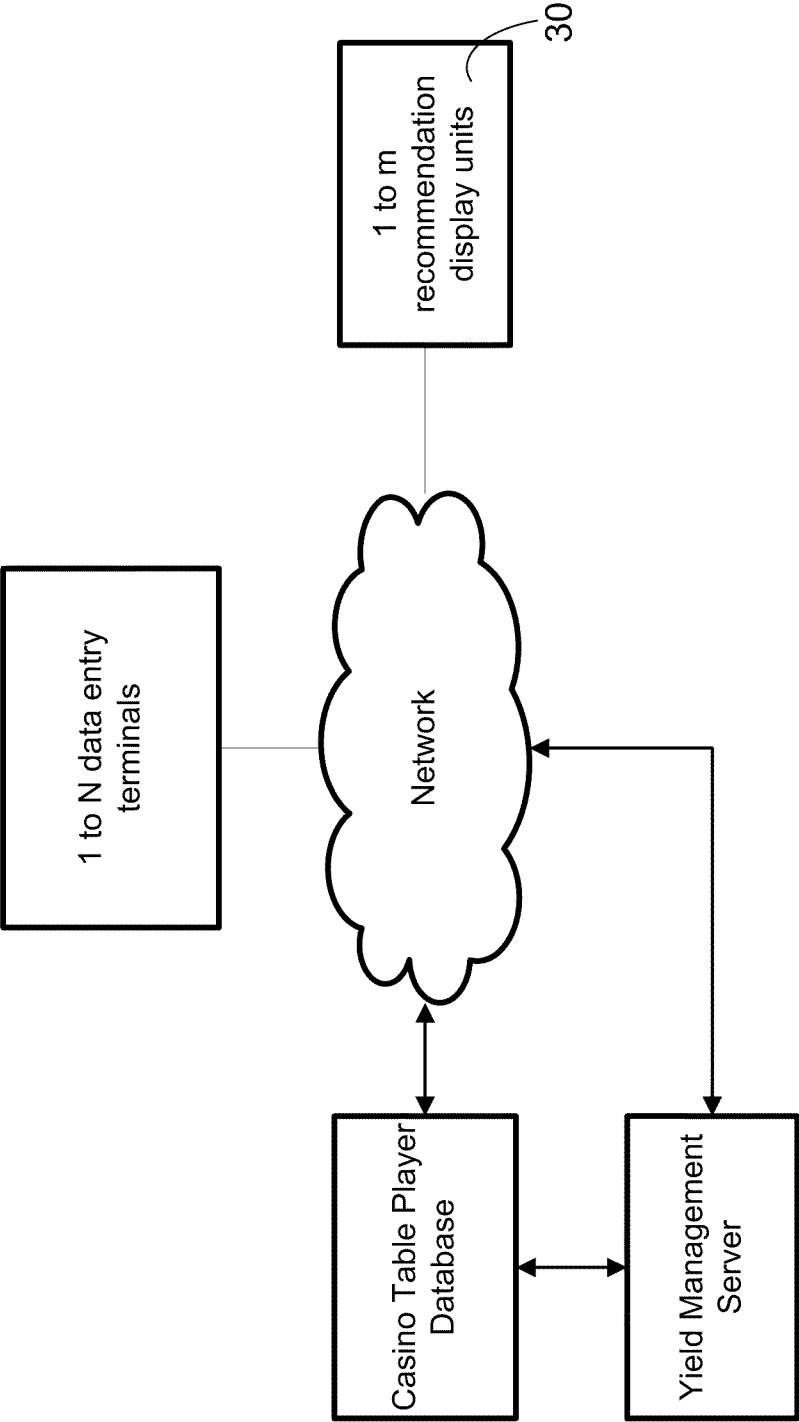 1 to N data entry
terminals
Casino Table Player
Database
Network
1 to m
recommendation
display units
30
Yield Management
Server